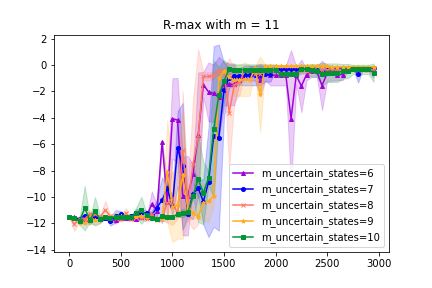 R-max with m = 11
2
0
−2
−4
−6
−8
−10
−12
−14
m_uncertain_states=6
m_uncertain_states=7
m_uncertain_states=8
m_uncertain_states=9
m_uncertain_states=10
0 500 1000 1500 2000 2500 3000